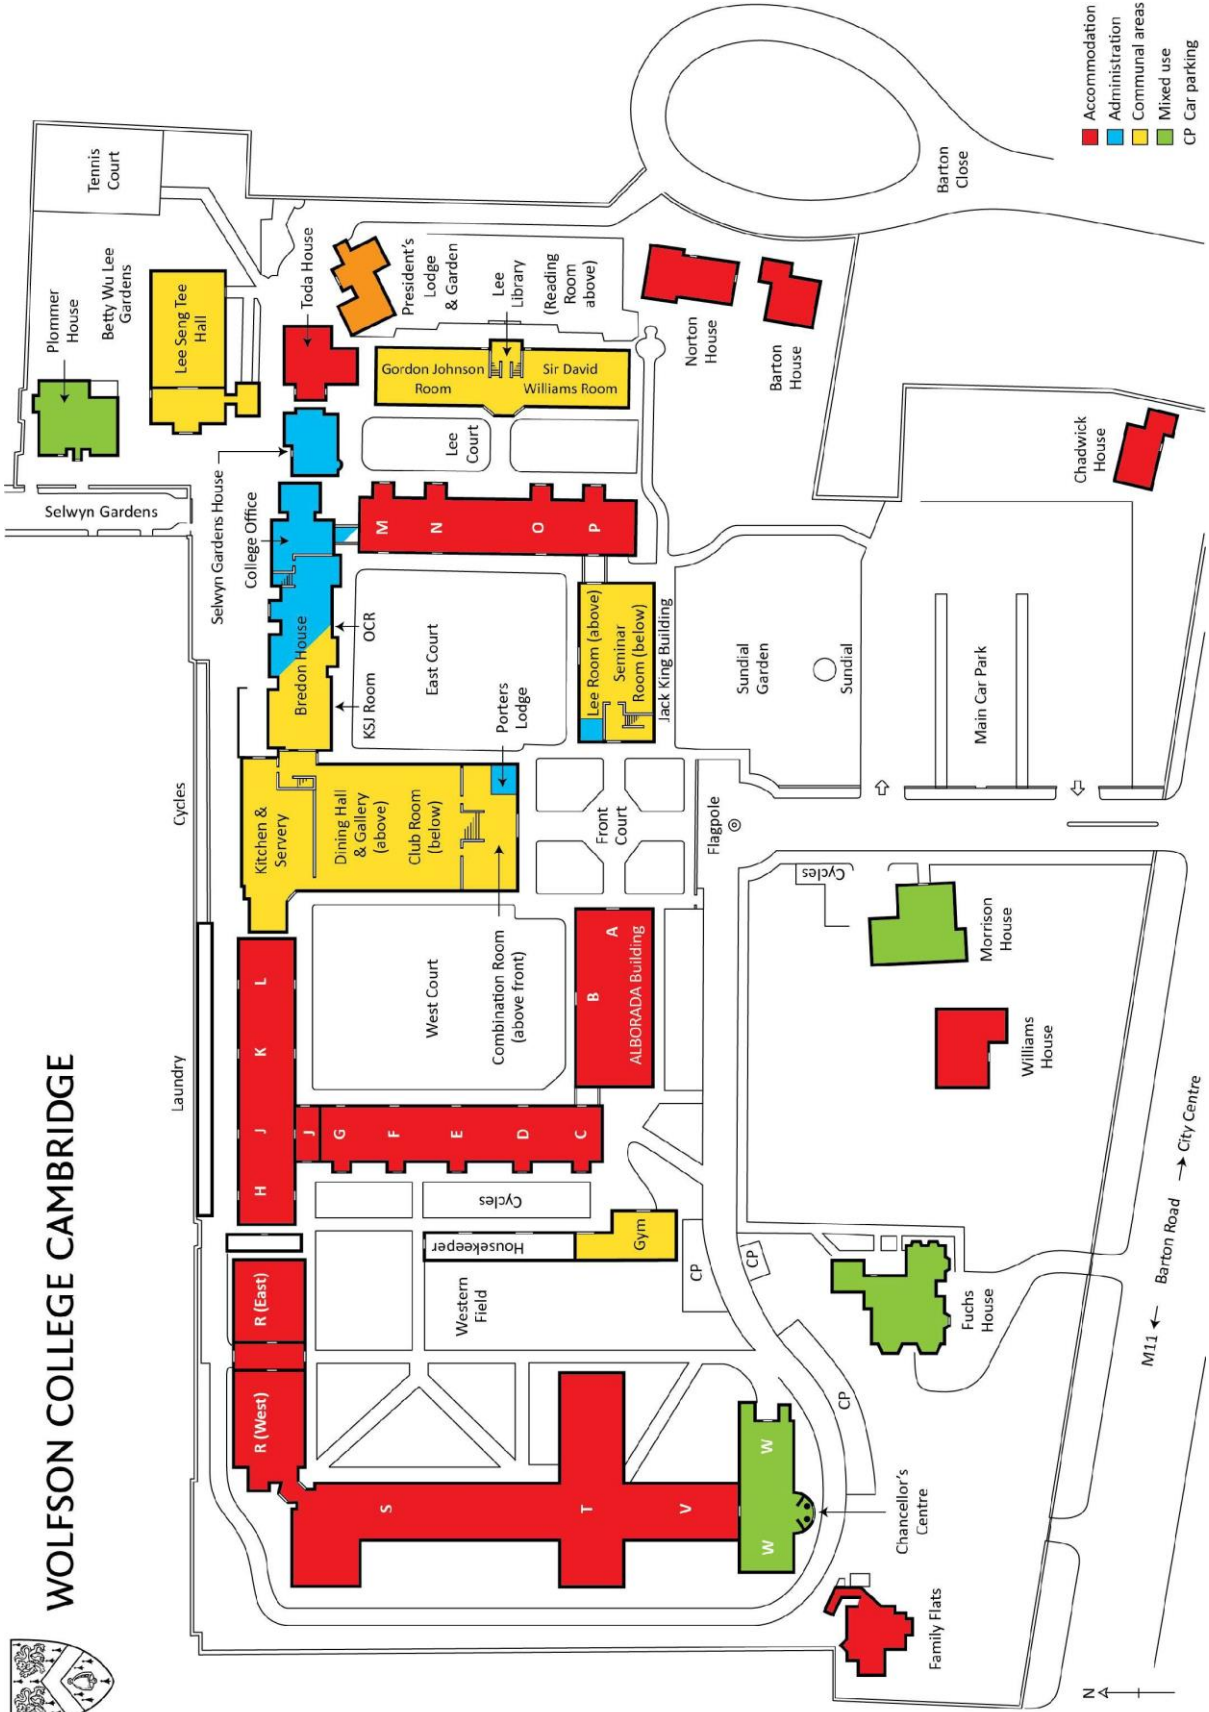 WOLFSON COLLEGE CAMBRIDGE
Laundry
Cycles
Selwyn Gardens
Plommer
House
Betty Wu Lee
Gardens
Tennis
Court
Lee Seng Tee
Hall
Selwyn Gardens House
College Office
Toda House
President's
Lodge
& Garden
R (West)
R (East)
H
J
K
L
Kitchen &
Servery
Bredon House
KSJ Room
OCR
J
G
F
E
D
C
Dining Hall
& Gallery
(above)
Club Room
(below)
M
N
O
P
Gordon Johnson
Room
Sir David
Williams Room
Lee
Library
(Reading
Room
above)
Lee
Court
East Court
West Court
Porters
Lodge
Combination Room
(above front)
Cycles
Housekeeper
Gym
Western
Field
S
T
V
W
W
B
A
ALBORADA Building
Front
Court
Lee Room (above)
Seminar
Room (below)
Jack King Building
Norton
House
Barton
House
Flagpole
Sundial
Garden
Sundial
CP
CP
CP
Cycles
Chancellor's
Centre
Fuchs
House
Williams
House
Morrison
House
Main Car Park
Chadwick
House
Barton
Close
Family Flats
M11
Barton Road
City Centre
N
Accommodation
Administration
Communal areas
Mixed use
CP Car parking